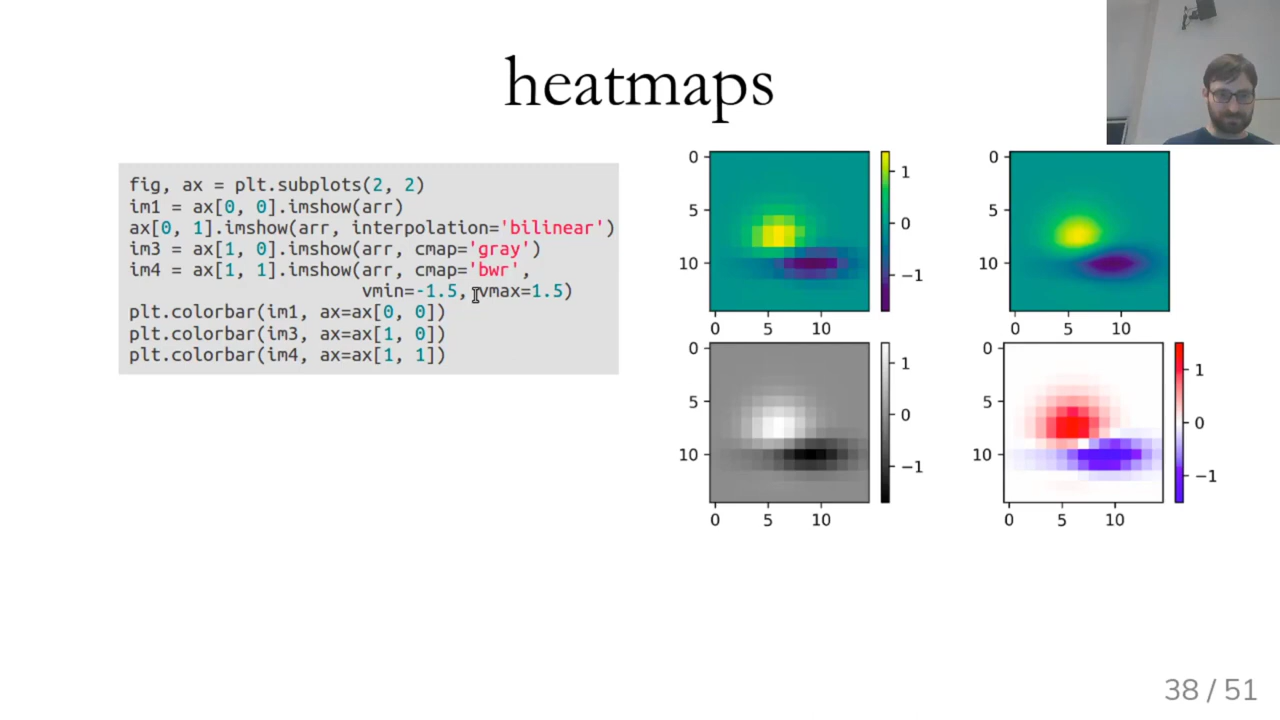 heatmaps
fig, ax = plt.subplots(2, 2)
im1 = ax[0, 0].imshow(arr)
ax[0, 1].imshow(arr, interpolation='bilinear')
im3 = ax[1, 0].imshow(arr, cmap='gray')
im4 = ax[1, 1].imshow(arr, cmap='bwr',
vmin=-1.5, vmax=1.5)
plt.colorbar(im1, ax=ax[0, 0])
plt.colorbar(im3, ax=ax[1, 0])
plt.colorbar(im4, ax=ax[1, 1])
0
5
10
0 5 10
1
0
−1
0
5
10
0 5 10
0
5
10
0 5 10
1
0
−1
0
5
10
0 5 10
1
0
−1
38 / 51